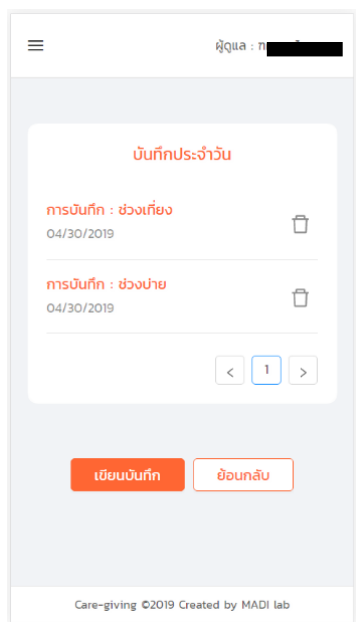 ผู้ดูแล :
บันทึกประจำวัน
การบันทึก : ช่วงเที่ยง
04/30/2019
การบันทึก : ช่วงบ่าย
04/30/2019
< 1 >
เขียนบันทึก ย้อนกลับ
Care-giving ©2019 Created by MADI lab